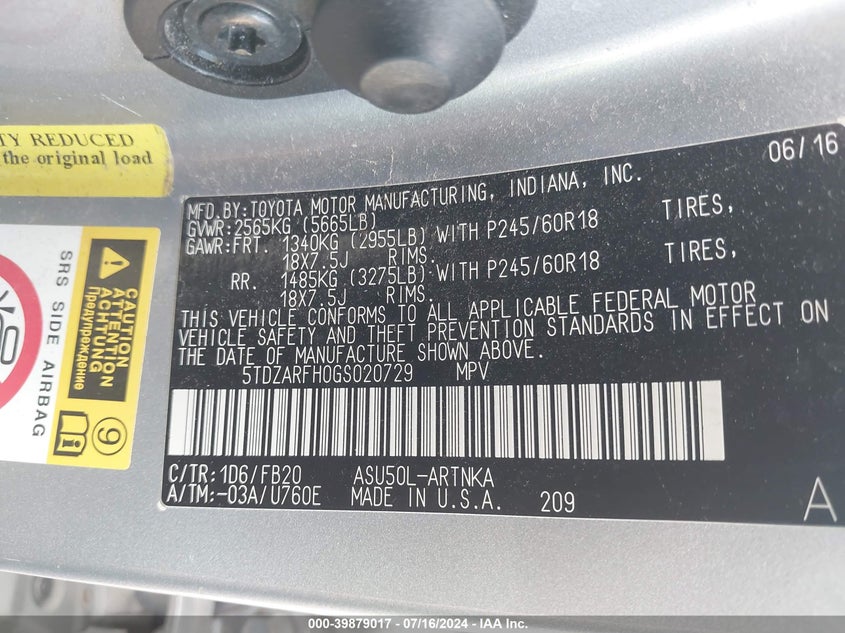 TY REDUCED
the original load
06/16
MFD.BY:TOYOTA MOTOR MANUFACTURING, INDIANA, INC.
GVWR:2565KG (5665LB)
GAWR:FRT. 1340KG (2955LB) WITH P245/60R18 TIRES,
18X7.5J RIMS.
RR. 1485KG (3275LB) WITH P245/60R18 TIRES,
18X7.5J RIMS.
THIS VEHICLE CONFORMS TO ALL APPLICABLE FEDERAL MOTOR
VEHICLE SAFETY AND THEFT PREVENTION STANDARDS IN EFFECT ON
THE DATE OF MANUFACTURE SHOWN ABOVE.
5TDZARFH0GS020729 MPV
C/TR:1D6/FB20 ASU50L-ARTNKA
A/TM:-03A/U760E MADE IN U.S.A. 209
A
SRS SIDE AIRBAG
CAUTION
ATTENTION
ACHTUNG
Предупреждение
9
000-39879017 - 07/16/2024 - IAA Inc.